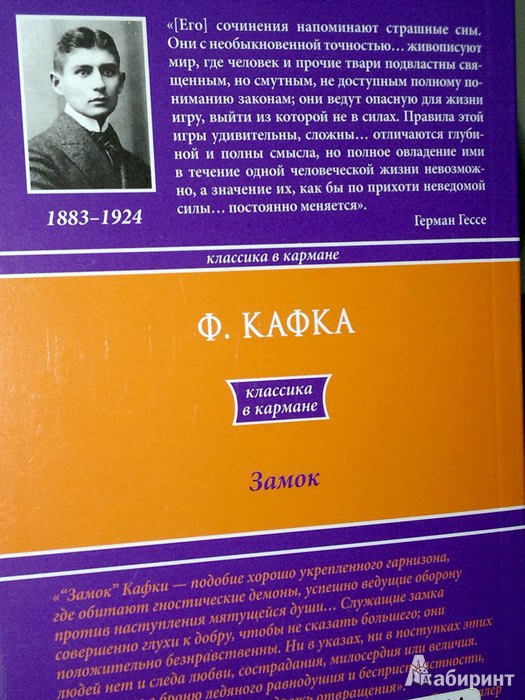 «[Его] сочинения напоминают страшные сны.
Они с необыкновенной точностью... живописуют
мир, где человек и прочие твари подвластны свя-
щенным, но смутным, не доступным полному по-
ниманию законам; они ведут опасную для жизни
игру, выйти из которой не в силах. Правила этой
игры удивительны, сложны... отличаются глуби-
ной и полны смысла, но полное овладение ими
в течение одной человеческой жизни невозмож-
но, а значение их, как бы по прихоти неведомой
силы... постоянно меняется».
Герман Гессе
1883–1924
классика в кармане
Ф. КАФКА
классика
в кармане
Замок
«“Замок” Кафки — подобие хорошо укрепленного гарнизона,
где обитают гностические демоны, успешно ведущие оборону
против наступления мятущейся души... Служащие замка
совершенно глухи к добру, чтобы не сказать большего; они
положительно безнравственны. Ни в указах, ни в поступках этих
людей нет и следа любви, сострадания, милосердия или величия.
броню ледяного равнодушия и бесприст
отвращения
Лабиринт